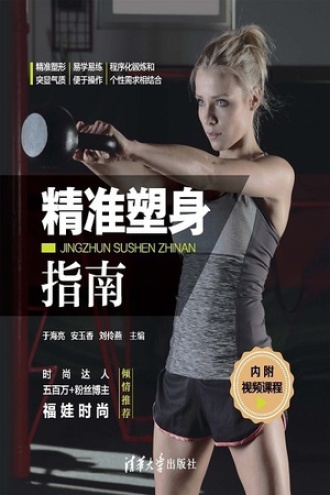 精准塑形 易学易练 程序化锻炼和
突显气质 便于操作 个性需求相结合
精准塑身
JINGZHUN SUSHEN ZHINAN
指南
于海亮 安玉香 刘伶燕 主编
时尚达人
五百万+粉丝博主
福娃时尚
倾情推荐
内附
视频课程
清华大学出版社